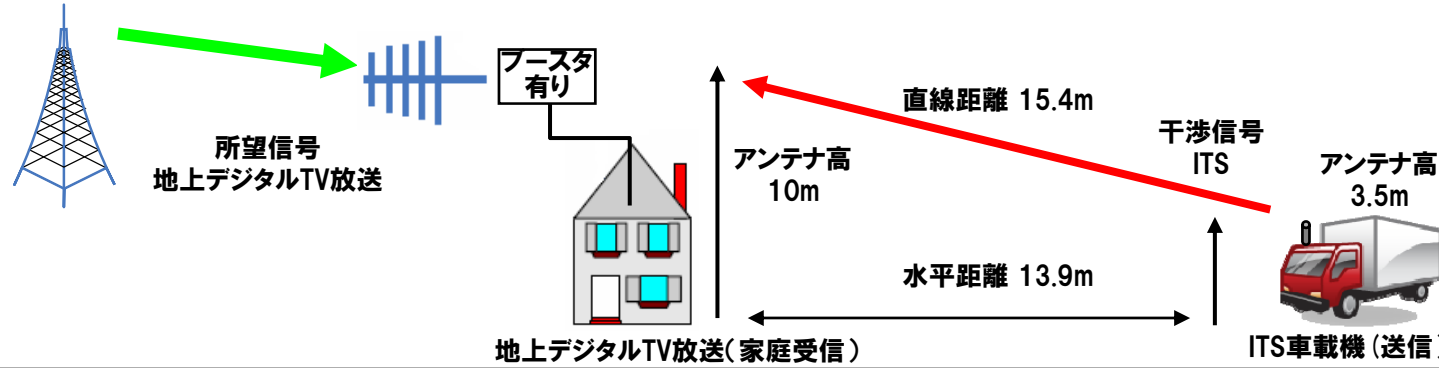 ブースタ
有り
所望信号
地上デジタルTV放送
直線距離 15.4m
干渉信号
ITS
アンテナ高
10m
アンテナ高
3.5m
水平距離 13.9m
地上デジタルTV放送(家庭受信)
ITS車載機(送信)